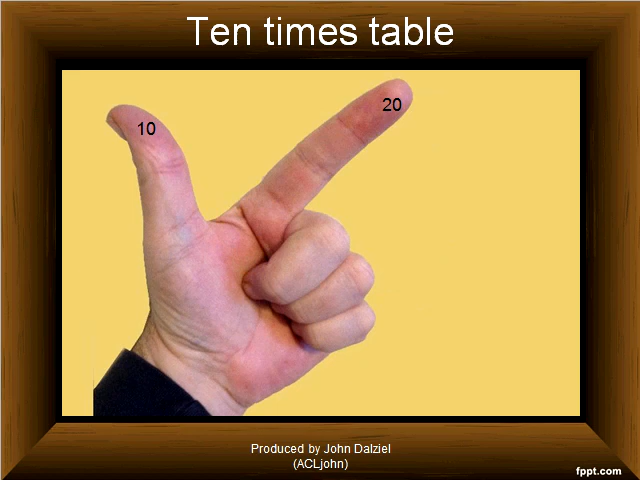 Ten times table
20
10
Produced by John Dalziel
(ACLjohn)
fppt.com